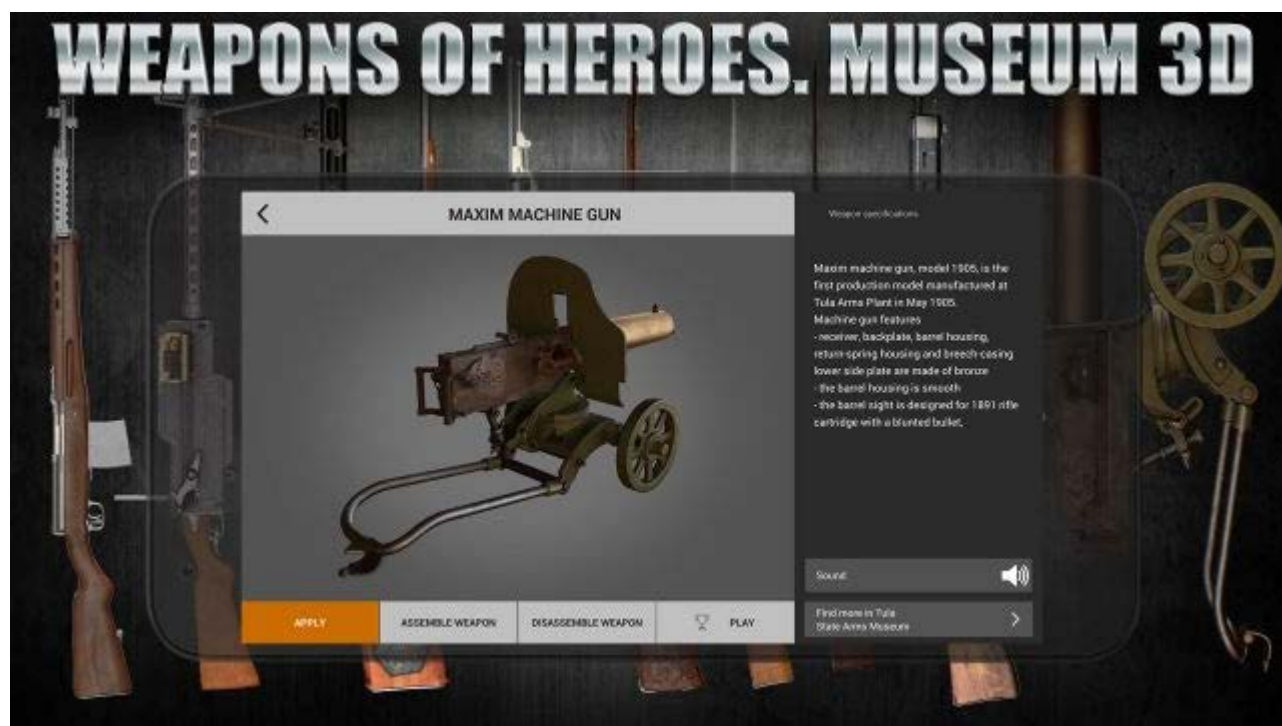 WEAPONS OF HEROES. MUSEUM 3D
MAXIM MACHINE GUN
Weapon specifications
Maxim machine gun, model 1905, is the
first production model manufactured at
Tula Arms Plant in May 1905.
Machine gun features
- receiver, backplate, barrel housing,
return-spring housing and breech-casing
lower side plate are made of bronze
- the barrel housing is smooth
- the barrel sight is designed for 1891 rifle
cartridge with a blunted bullet.
Sound
Find more in Tula
State Arms Museum
APPLY
ASSEMBLE WEAPON
DISASSEMBLE WEAPON
PLAY